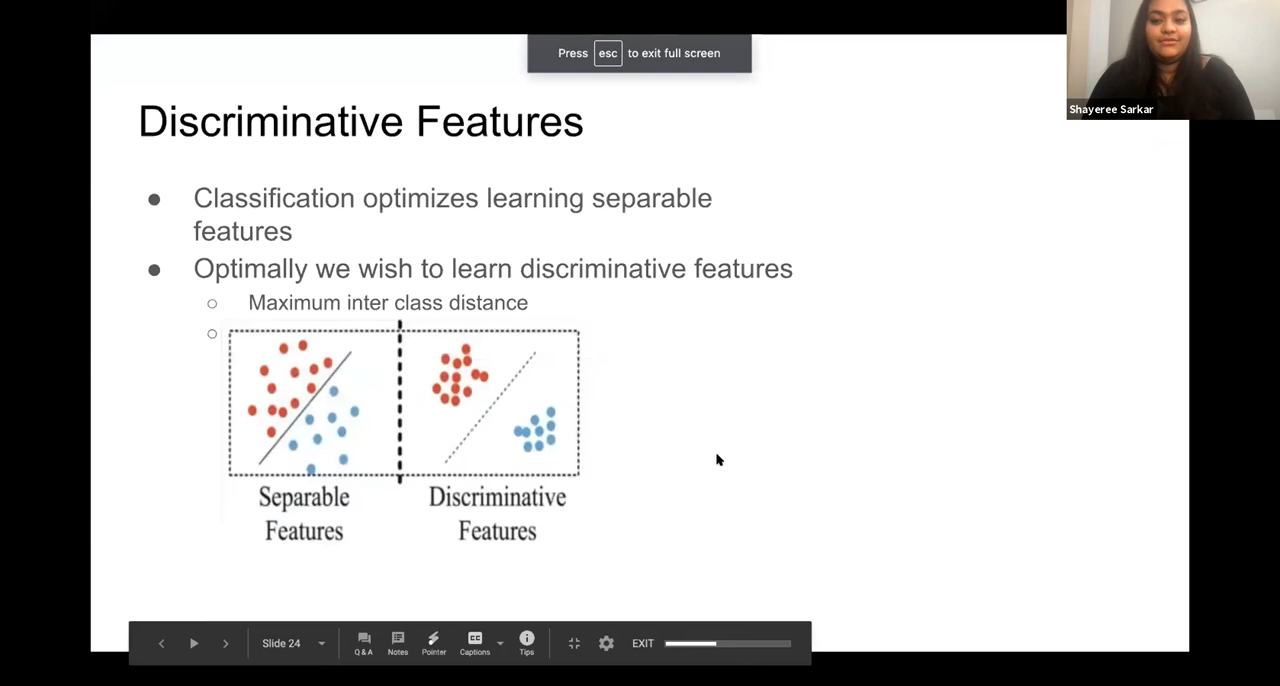 Press esc to exit full screen
Shayeree Sarkar
Discriminative Features
● Classification optimizes learning separable
features
● Optimally we wish to learn discriminative features
○ Maximum inter class distance
○
Separable
Features
Discriminative
Features
Slide 24
Q & A
Notes
Pointer
CC
Captions
Tips
EXIT